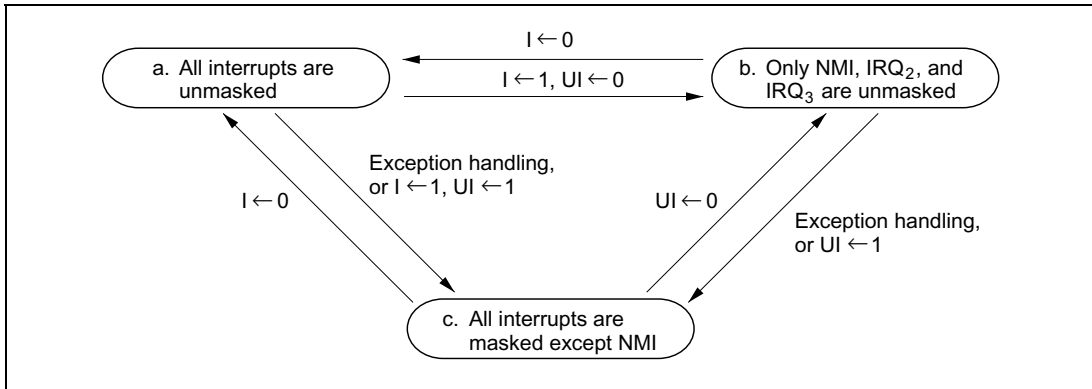 I ← 0
a. All interrupts are
unmasked
I ← 1, UI ← 0
b. Only NMI, IRQ₂, and
IRQ₃ are unmasked
Exception handling,
or I ← 1, UI ← 1
I ← 0
UI ← 0
Exception handling,
or UI ← 1
c. All interrupts are
masked except NMI